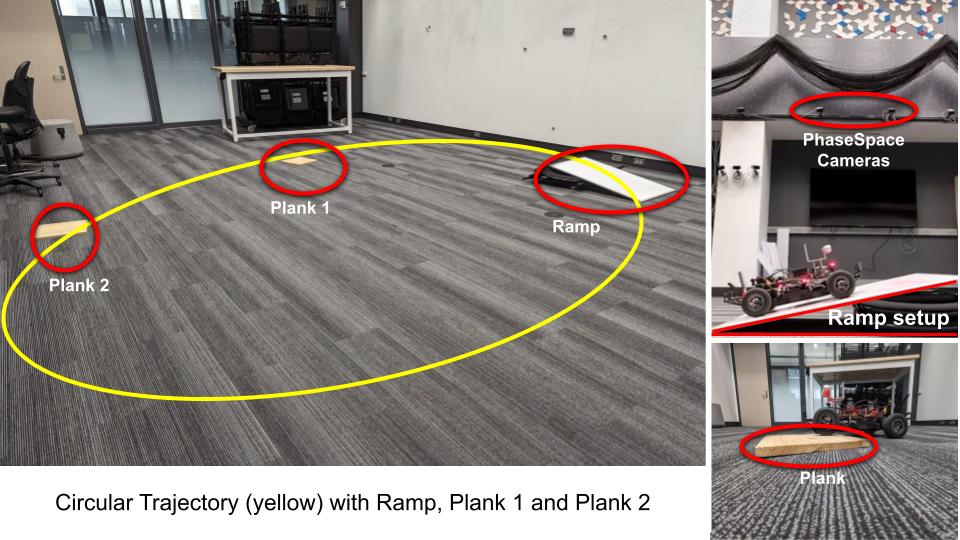 Plank 1
Plank 2
Ramp
Circular Trajectory (yellow) with Ramp, Plank 1 and Plank 2
PhaseSpace
Cameras
Ramp setup
Plank